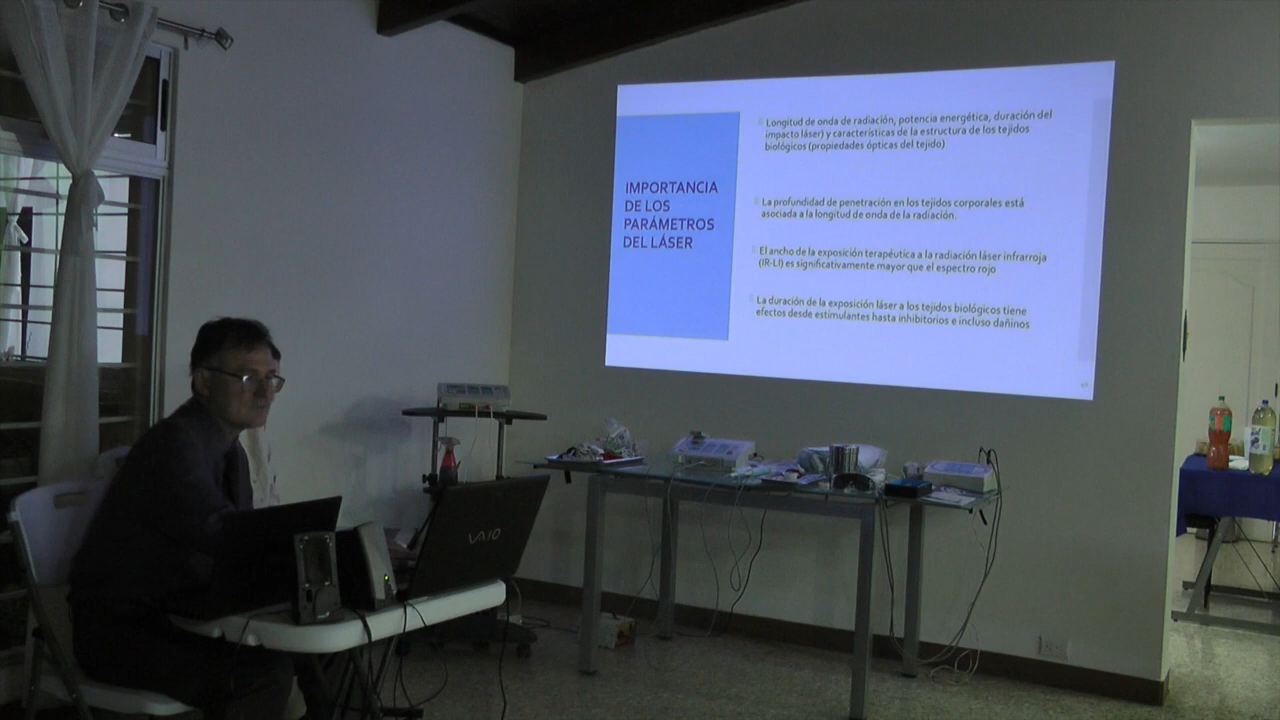 IMPORTANCIA
DE LOS
PARÁMETROS
DEL LÁSER
Longitud de onda de radiación, potencia energética, duración del
impacto láser) y características de la estructura de los tejidos
biológicos (propiedades ópticas del tejido)
La profundidad de penetración en los tejidos corporales está
asociada a la longitud de onda de la radiación.
El ancho de la exposición terapéutica a la radiación láser infrarroja
(IR-LI) es significativamente mayor que el espectro rojo
La duración de la exposición láser a los tejidos biológicos tiene
efectos desde estimulantes hasta inhibitorios e incluso dañinos
VAIO